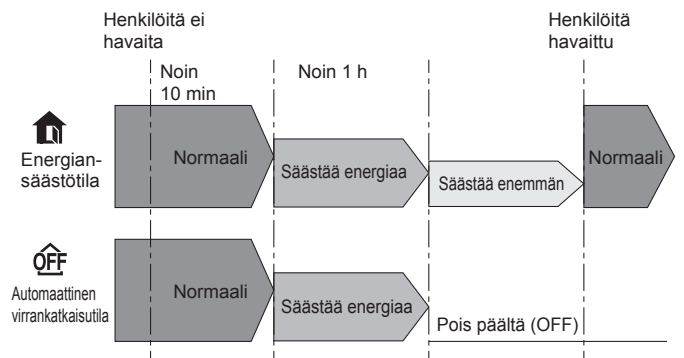 Henkilöitä ei
havaita
Henkilöitä
havaittu
Noin
10 min
Noin 1 h
Energian-
säästötila
Normaali
Säästää energiaa
Säästää enemmän
Normaali
OFF
Automaattinen
virrankatkaisutila
Normaali
Säästää energiaa
Pois päältä (OFF)